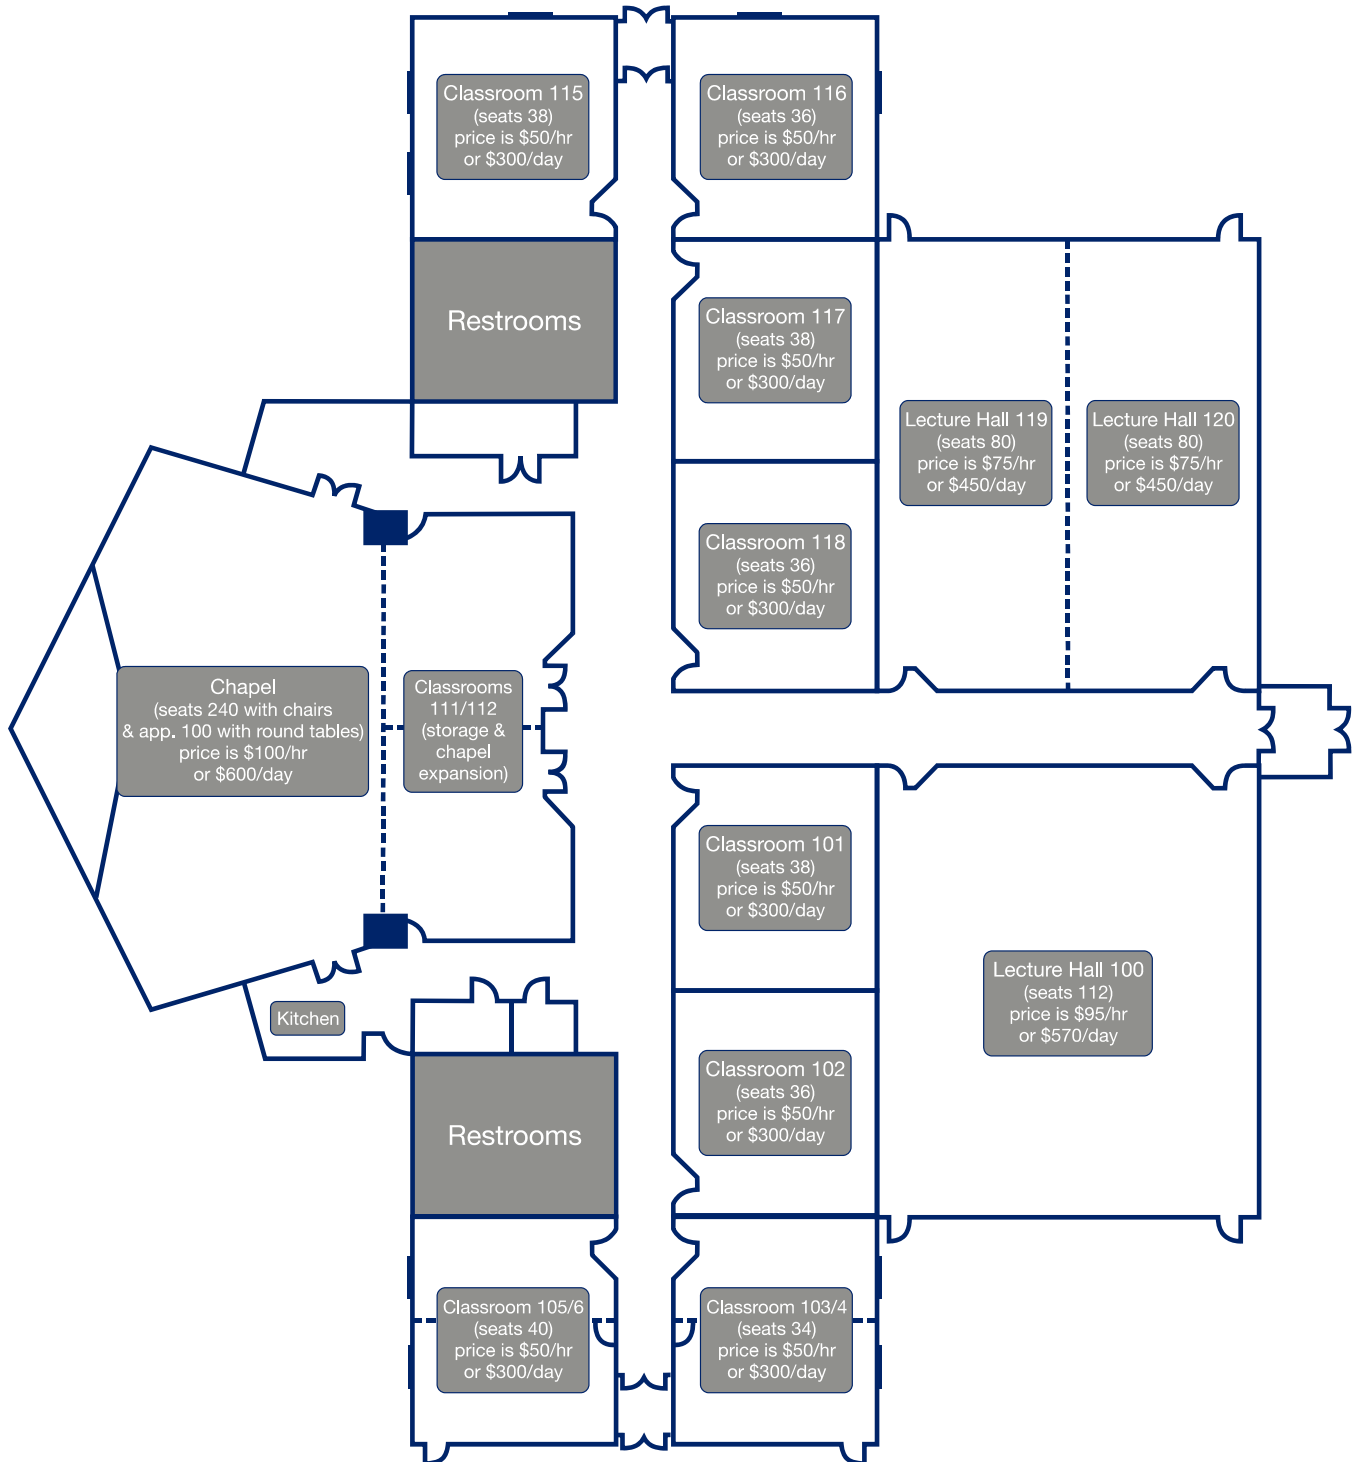 Classroom 115
(seats 38)
price is $50/hr
or $300/day
Classroom 116
(seats 36)
price is $50/hr
or $300/day
Restrooms
Classroom 117
(seats 38)
price is $50/hr
or $300/day
Lecture Hall 119
(seats 80)
price is $75/hr
or $450/day
Lecture Hall 120
(seats 80)
price is $75/hr
or $450/day
Classroom 118
(seats 36)
price is $50/hr
or $300/day
Chapel
(seats 240 with chairs
& app. 100 with round tables)
price is $100/hr
or $600/day
Classrooms
111/112
(storage &
chapel
expansion)
Classroom 101
(seats 38)
price is $50/hr
or $300/day
Lecture Hall 100
(seats 112)
price is $95/hr
or $570/day
Kitchen
Classroom 102
(seats 36)
price is $50/hr
or $300/day
Restrooms
Classroom 105/6
(seats 40)
price is $50/hr
or $300/day
Classroom 103/4
(seats 34)
price is $50/hr
or $300/day